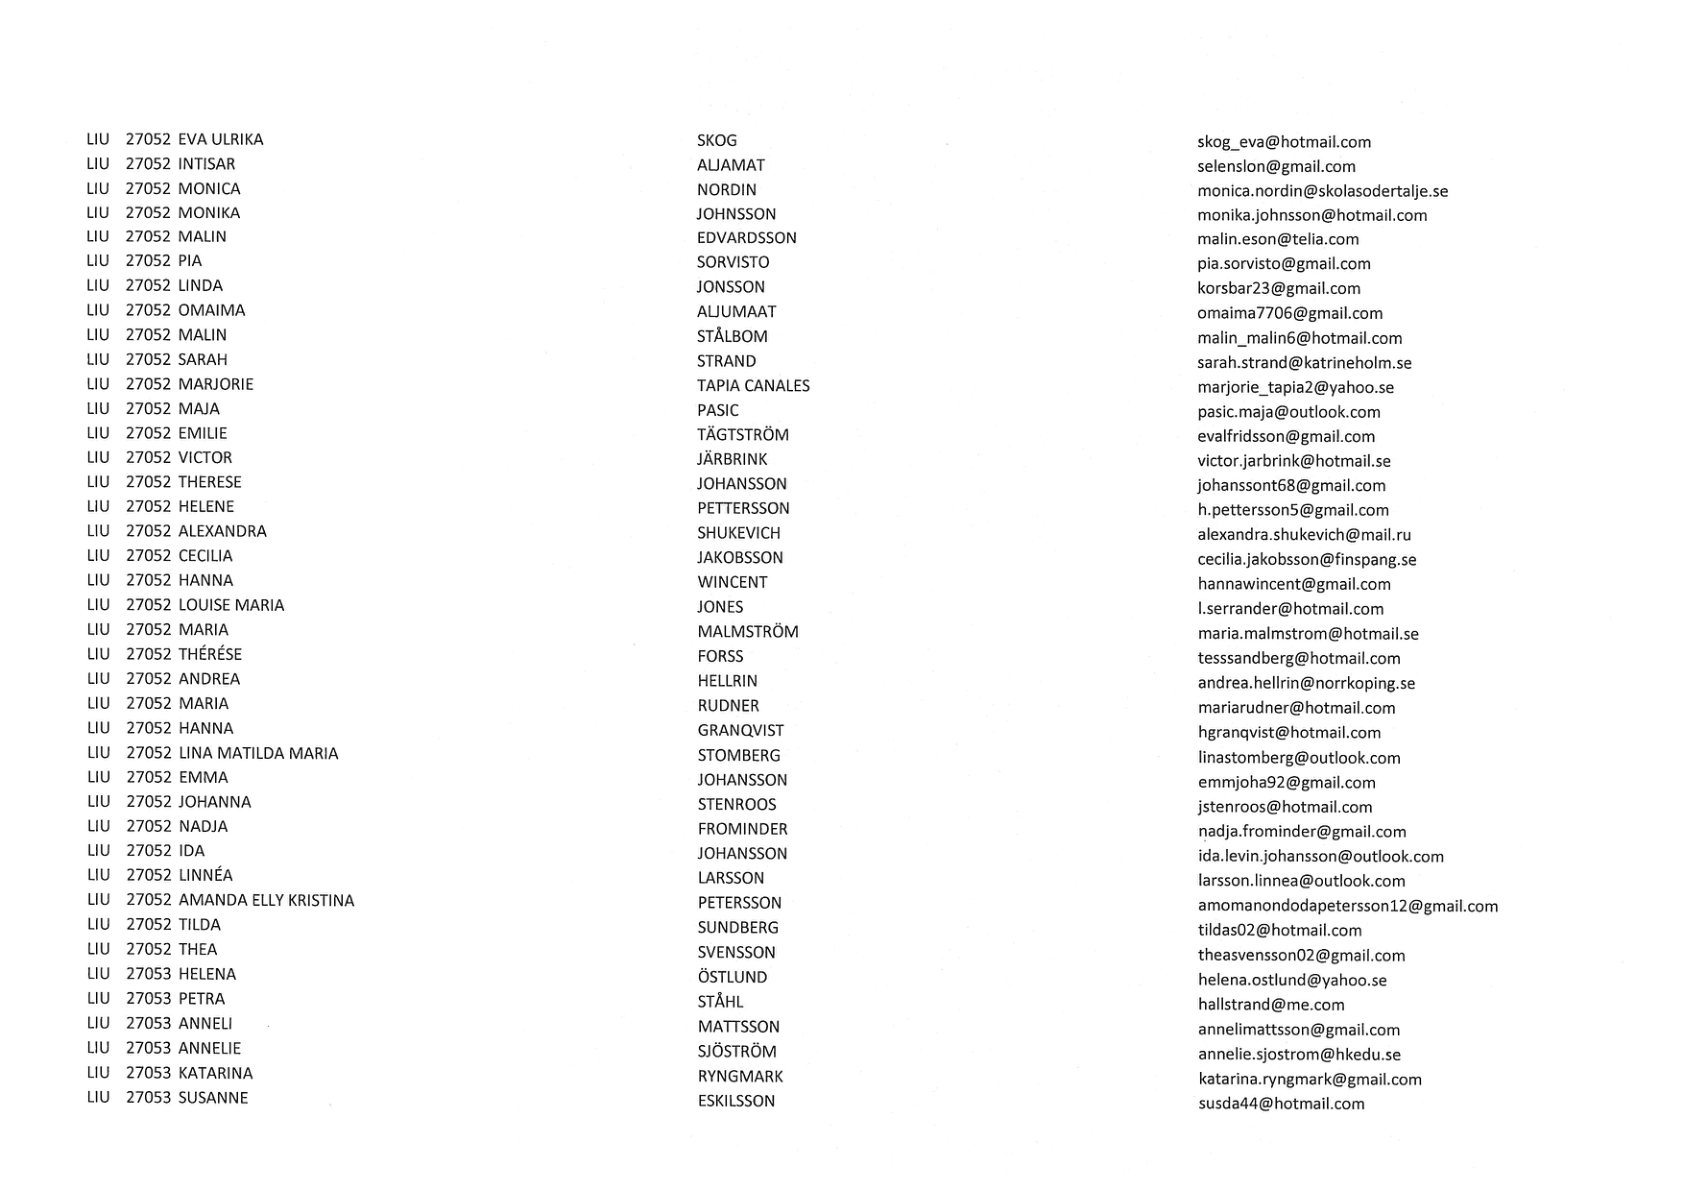 LIU 27052 EVA ULRIKA SKOG skog_eva@hotmail.com
LIU 27052 INTISAR ALJAMAT selenslon@gmail.com
LIU 27052 MONICA NORDIN monica.nordin@skolasodertalje.se
LIU 27052 MONIKA JOHNSSON monika.johnsson@hotmail.com
LIU 27052 MALIN EDVARDSSON malin.eson@telia.com
LIU 27052 PIA SORVISTO pia.sorvisto@gmail.com
LIU 27052 LINDA JONSSON korsbar23@gmail.com
LIU 27052 OMAIMA ALJUMAAT omaima7706@gmail.com
LIU 27052 MALIN STÅLBOM malin_malin6@hotmail.com
LIU 27052 SARAH STRAND sarah.strand@katrineholm.se
LIU 27052 MARJORIE TAPIA CANALES marjorie_tapia2@yahoo.se
LIU 27052 MAJA PASIC pasic.maja@outlook.com
LIU 27052 EMILIE TÄGTSTRÖM evalfridsson@gmail.com
LIU 27052 VICTOR JÄRBRINK victor.jarbrink@hotmail.se
LIU 27052 THERESE JOHANSSON johanssont68@gmail.com
LIU 27052 HELENE PETTERSSON h.pettersson5@gmail.com
LIU 27052 ALEXANDRA SHUKEVICH alexandra.shukevich@mail.ru
LIU 27052 CECILIA JAKOBSSON cecilia.jakobsson@finspang.se
LIU 27052 HANNA WINCENT hannawincent@gmail.com
LIU 27052 LOUISE MARIA JONES l.serrander@hotmail.com
LIU 27052 MARIA MALMSTRÖM maria.malmstrom@hotmail.se
LIU 27052 THÉRÉSE FORSS tesssandberg@hotmail.com
LIU 27052 ANDREA HELLRIN andrea.hellrin@norrkoping.se
LIU 27052 MARIA RUDNER mariarudner@hotmail.com
LIU 27052 HANNA GRANQVIST hgranqvist@hotmail.com
LIU 27052 LINA MATILDA MARIA STOMBERG linastomberg@outlook.com
LIU 27052 EMMA JOHANSSON emmjoha92@gmail.com
LIU 27052 JOHANNA STENROOS jstenroos@hotmail.com
LIU 27052 NADJA FROMINDER nadja.frominder@gmail.com
LIU 27052 IDA JOHANSSON ida.levin.johansson@outlook.com
LIU 27052 LINNÉA LARSSON larsson.linnea@outlook.com
LIU 27052 AMANDA ELLY KRISTINA PETERSSON amomanondodapetersson12@gmail.com
LIU 27052 TILDA SUNDBERG tildas02@hotmail.com
LIU 27052 THEA SVENSSON theasvensson02@gmail.com
LIU 27053 HELENA ÖSTLUND helena.ostlund@yahoo.se
LIU 27053 PETRA STÅHL hallstrand@me.com
LIU 27053 ANNELI MATTSSON annelimattsson@gmail.com
LIU 27053 ANNELIE SJÖSTRÖM annelie.sjostrom@hkedu.se
LIU 27053 KATARINA RYNGMARK katarina.ryngmark@gmail.com
LIU 27053 SUSANNE ESKILSSON susda44@hotmail.com